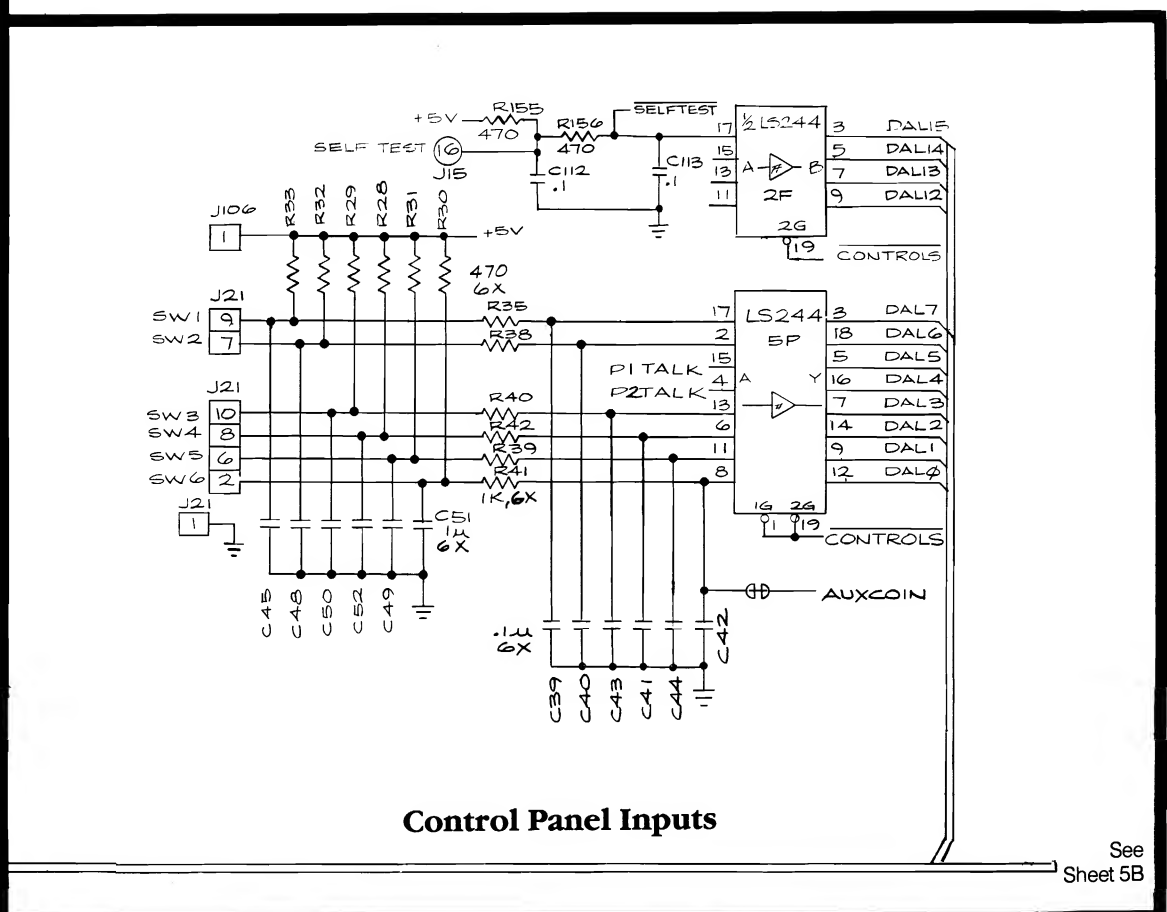 +5V
R155
470
R156
470
SELFTEST
17
½ LS244
3
DAL15
SELF TEST
16
J15
15
5
DAL14
C112
.1
C113
.1
13
A
B
7
DAL13
11
2F
9
DAL12
2G
19
CONTROLS
R33
R32
R29
R28
R31
R30
J106
1
+5V
470
6X
J21
SW1
9
R35
17
LS244
3
DAL7
SW2
7
R38
2
5P
18
DAL6
15
5
DAL5
P1 TALK
4
A
Y
16
DAL4
P2TALK
J21
SW3
10
R40
13
7
DAL3
SW4
8
R42
6
14
DAL2
SW5
6
R39
11
9
DAL1
SW6
2
R41
8
12
DALØ
1K, 6X
J21
1
C51
1µ
6X
1G
2G
1
19
CONTROLS
AUXCOIN
C45
C48
C50
C52
C49
.1µ
6X
C42
C39
C40
C43
C41
C44
Control Panel Inputs
See
Sheet 5B